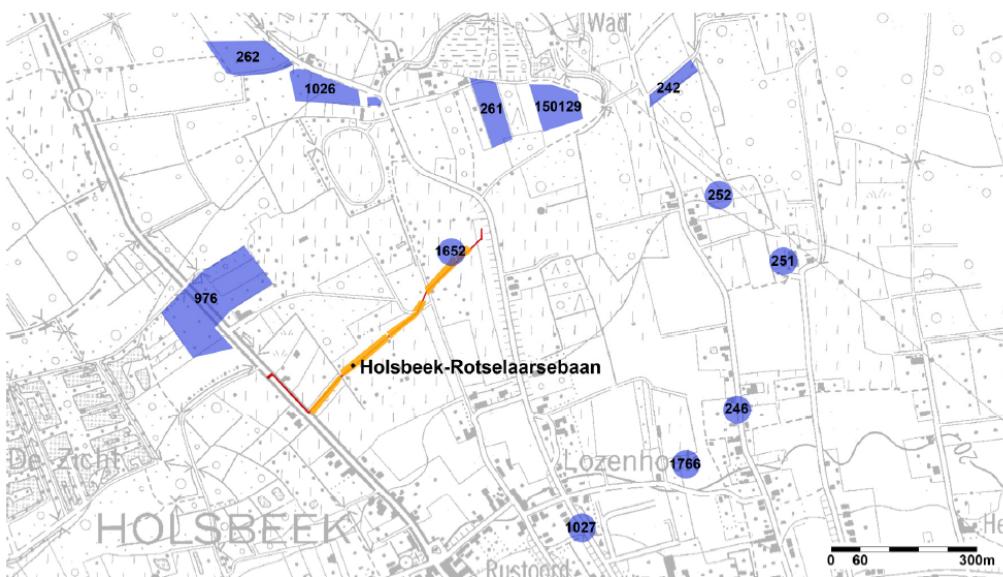 Wad
262
1026
261
150129
242
252
1652
251
976
Holsbeek-Rotselaarsebaan
246
De Zicht
Lozenho
1766
HOLSBEEK
1027
He
Rustoord
0 60 300m